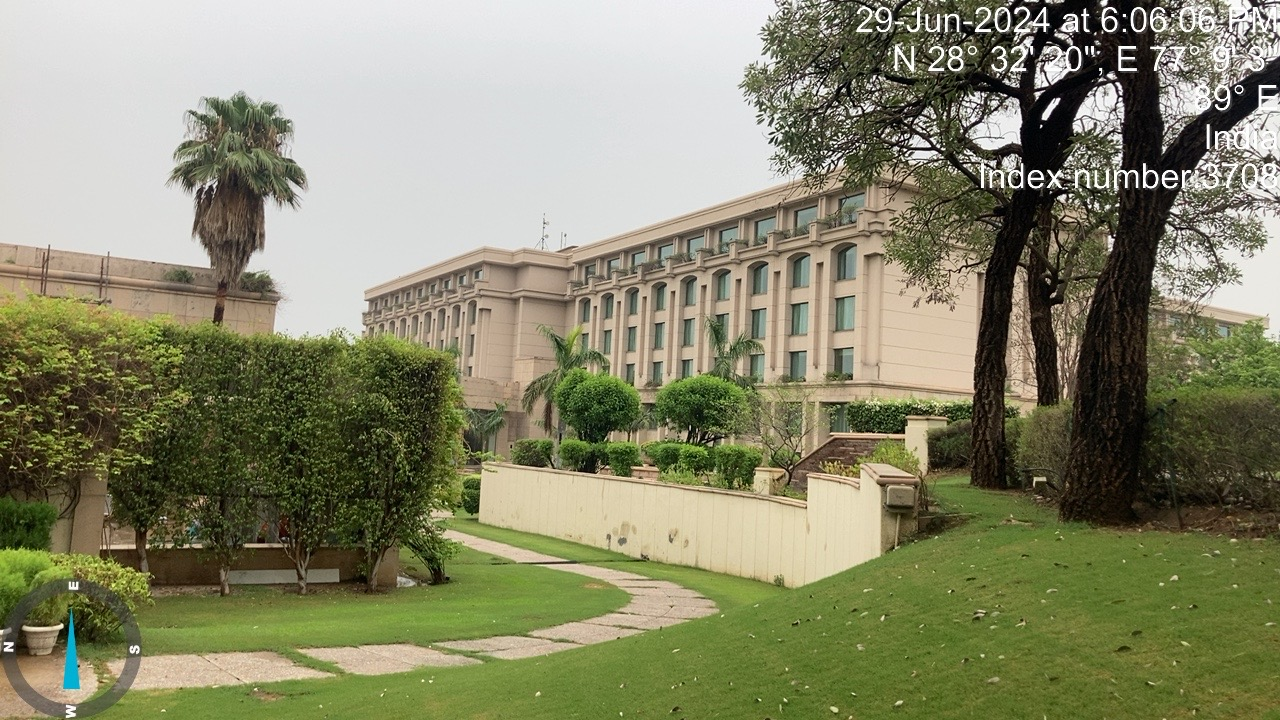 29-Jun-2024 at 6:06:06 PM
N 28° 32' 20", E 77° 9' 3"
89° E
India
Index number:3708
E
N
S
W